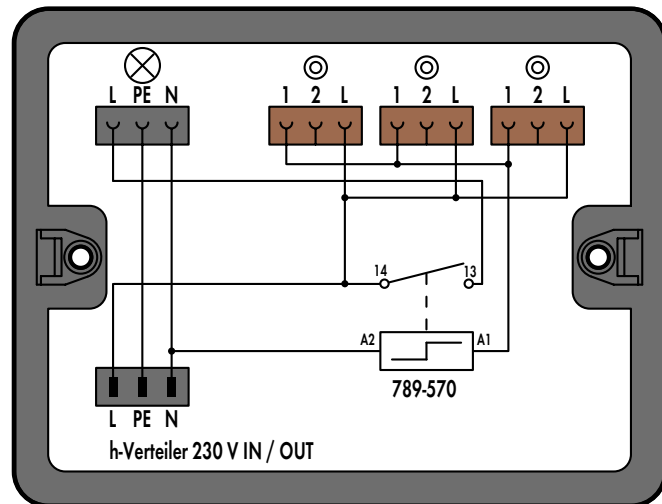 L PE N 1 2 L 1 2 L 1 2 L
14 13
A2 A1
789-570
L PE N
h-Verteiler 230 V IN / OUT